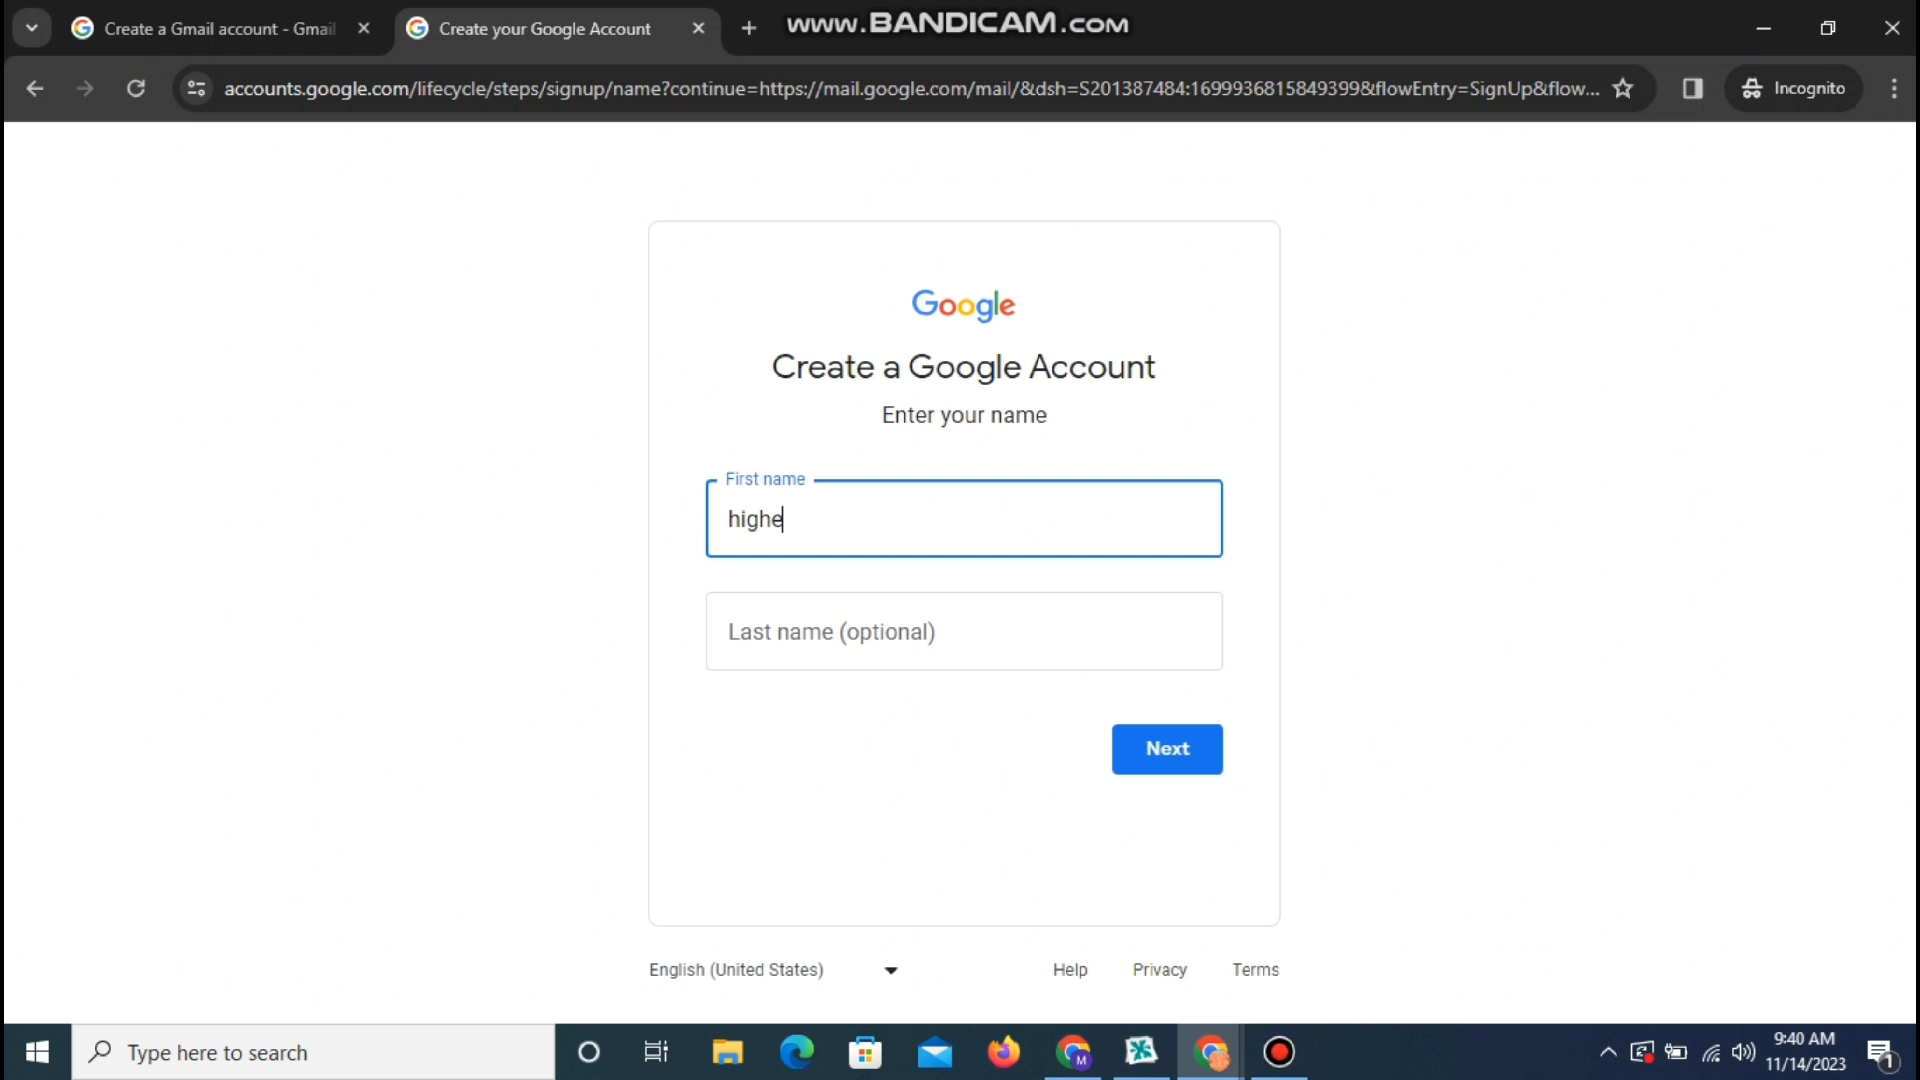 Create a Gmail account - Gmail
Create your Google Account
www.BANDICAM.com
accounts.google.com/lifecycle/steps/signup/name?continue=https://mail.google.com/mail/&dsh=S201387484:1699936815849399&flowEntry=SignUp&flow...
Incognito
Google
Create a Google Account
Enter your name
First name
highe
Last name (optional)
Next
English (United States)
Help
Privacy
Terms
Type here to search
M
9:40 AM
11/14/2023
1